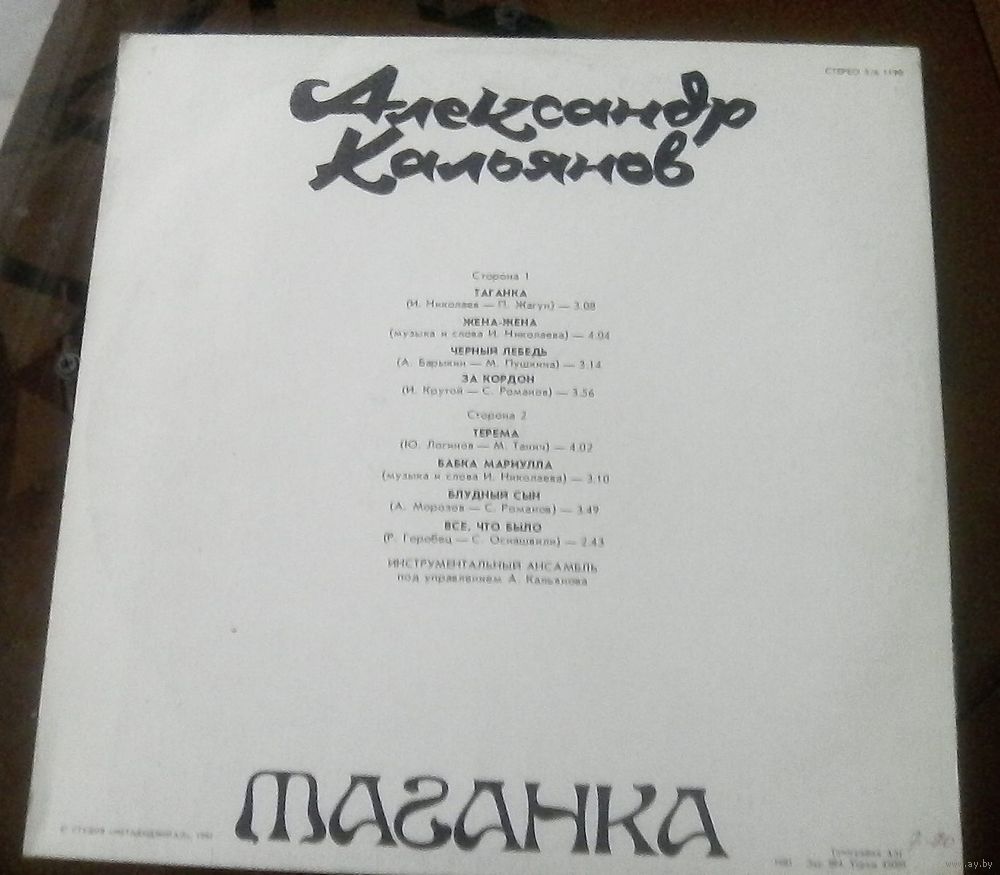 СТЕРЕО
Александр
Кальянов
Сторона 1
ТАГАНКА
(И. Николаев — П. Жагун) — 3.08
ЖЕНА-ЖЕНА
(музыка и слова И. Николаева) — 4.04
ЧЕРНЫЙ ЛЕБЕДЬ
(А. Барыкин — М. Пушкина) — 3.14
ЗА КОРДОН
(И. Крутой — С. Романов) — 3.56
Сторона 2
ТЕРЕМА
(Ю. Логинов — М. Танич) — 4.02
БАБКА МАРИУЛЛА
(музыка и слова И. Николаева) — 3.10
БЛУДНЫЙ СЫН
(А. Морозов — С. Романов) — 3.49
ВСЕ, ЧТО БЫЛО
(Р. Горобец — С. Осиашвили) — 2.43
ИНСТРУМЕНТАЛЬНЫЙ АНСАМБЛЬ
под управлением А. Кальянова
ТАГАНКА
www.ay.by